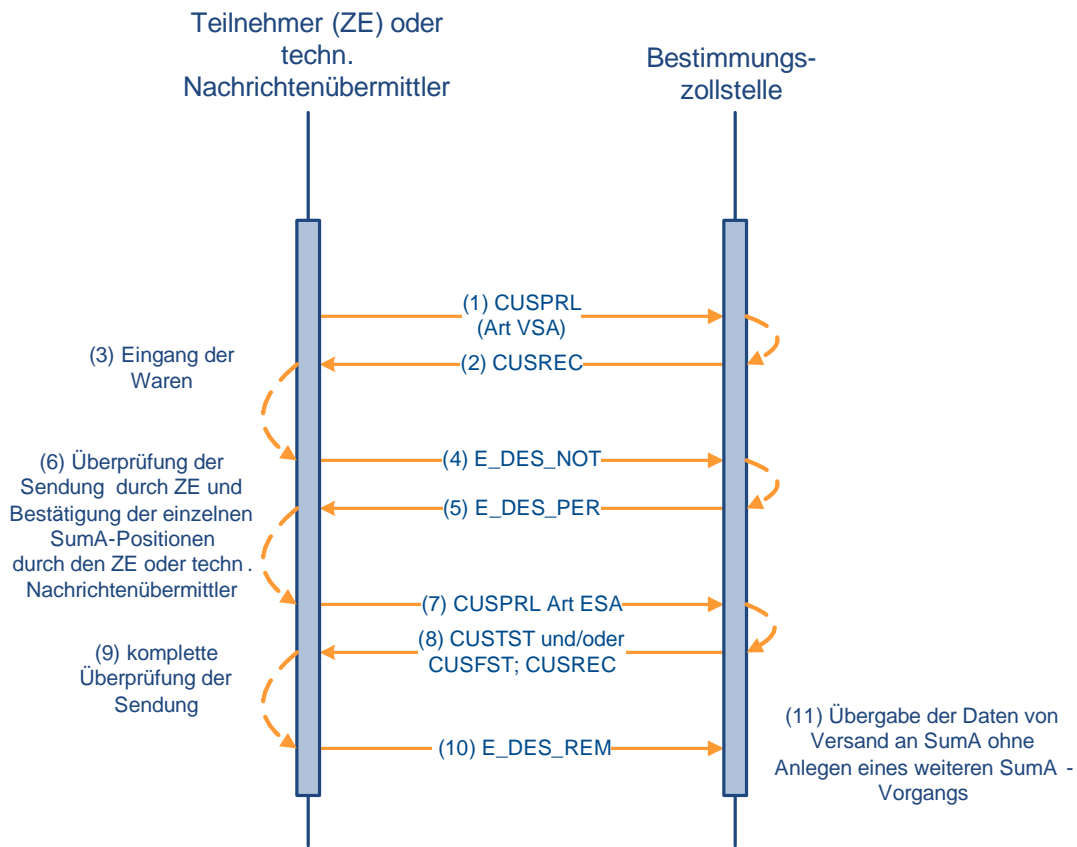 Teilnehmer (ZE) oder
techn.
Nachrichtenübermittler
Bestimmungs-
zollstelle
(1) CUSPRL
(Art VSA)
(2) CUSREC
(3) Eingang der
Waren
(4) E_DES_NOT
(5) E_DES_PER
(6) Überprüfung der
Sendung durch ZE und
Bestätigung der einzelnen
SumA-Positionen
durch den ZE oder techn.
Nachrichtenübermittler
(7) CUSPRL Art ESA
(8) CUSTST und/oder
CUSFST; CUSREC
(9) komplette
Überprüfung der
Sendung
(10) E_DES_REM
(11) Übergabe der Daten von
Versand an SumA ohne
Anlegen eines weiteren SumA -
Vorgangs